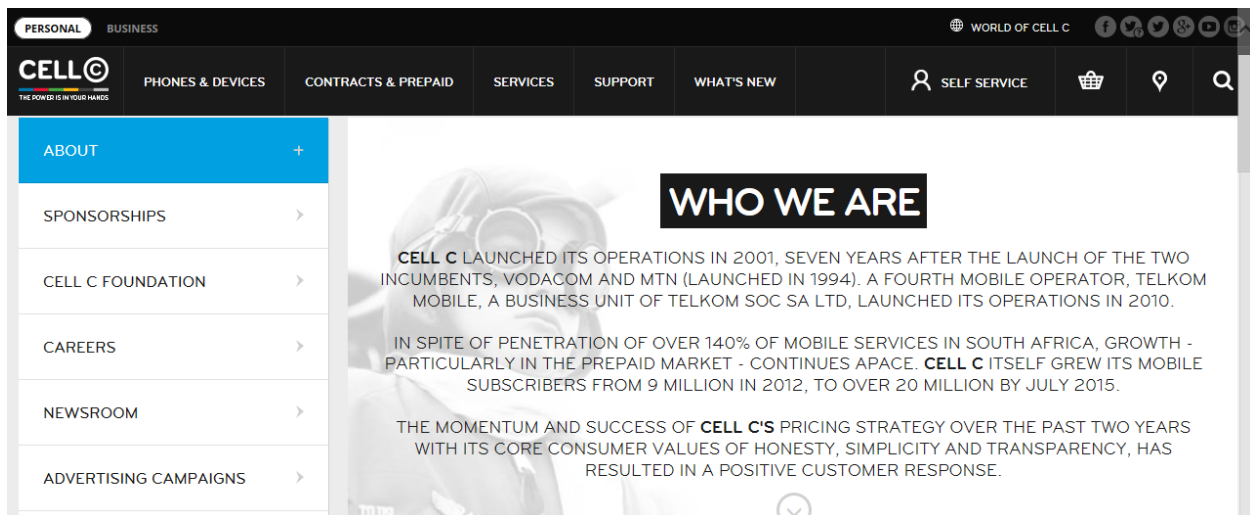 PERSONAL
BUSINESS
WORLD OF CELL C
CELL C
THE POWER IS IN YOUR HANDS
PHONES & DEVICES
CONTRACTS & PREPAID
SERVICES
SUPPORT
WHAT'S NEW
SELF SERVICE
ABOUT
SPONSORSHIPS
CELL C FOUNDATION
CAREERS
NEWSROOM
ADVERTISING CAMPAIGNS
WHO WE ARE
CELL C LAUNCHED ITS OPERATIONS IN 2001, SEVEN YEARS AFTER THE LAUNCH OF THE TWO
INCUMBENTS, VODACOM AND MTN (LAUNCHED IN 1994). A FOURTH MOBILE OPERATOR, TELKOM
MOBILE, A BUSINESS UNIT OF TELKOM SOC SA LTD, LAUNCHED ITS OPERATIONS IN 2010.
IN SPITE OF PENETRATION OF OVER 140% OF MOBILE SERVICES IN SOUTH AFRICA, GROWTH -
PARTICULARLY IN THE PREPAID MARKET - CONTINUES APACE. CELL C ITSELF GREW ITS MOBILE
SUBSCRIBERS FROM 9 MILLION IN 2012, TO OVER 20 MILLION BY JULY 2015.
THE MOMENTUM AND SUCCESS OF CELL C'S PRICING STRATEGY OVER THE PAST TWO YEARS
WITH ITS CORE CONSUMER VALUES OF HONESTY, SIMPLICITY AND TRANSPARENCY, HAS
RESULTED IN A POSITIVE CUSTOMER RESPONSE.